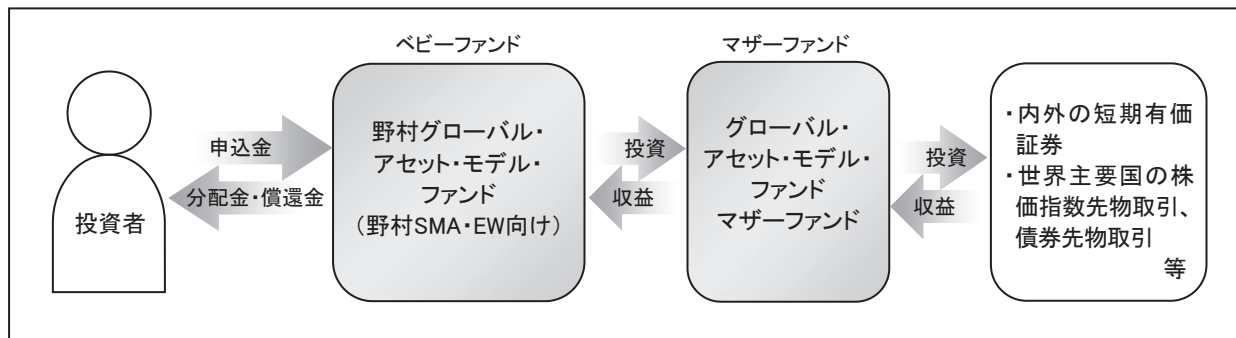 ベビーファンド
マザーファンド
投資者
申込金
分配金・償還金
野村グローバル・
アセット・モデル・
ファンド
（野村SMA・EW向け）
投資
収益
グローバル・
アセット・モデル・
ファンド
マザーファンド
投資
収益
・内外の短期有価
証券
・世界主要国の株
価指数先物取引、
債券先物取引
等